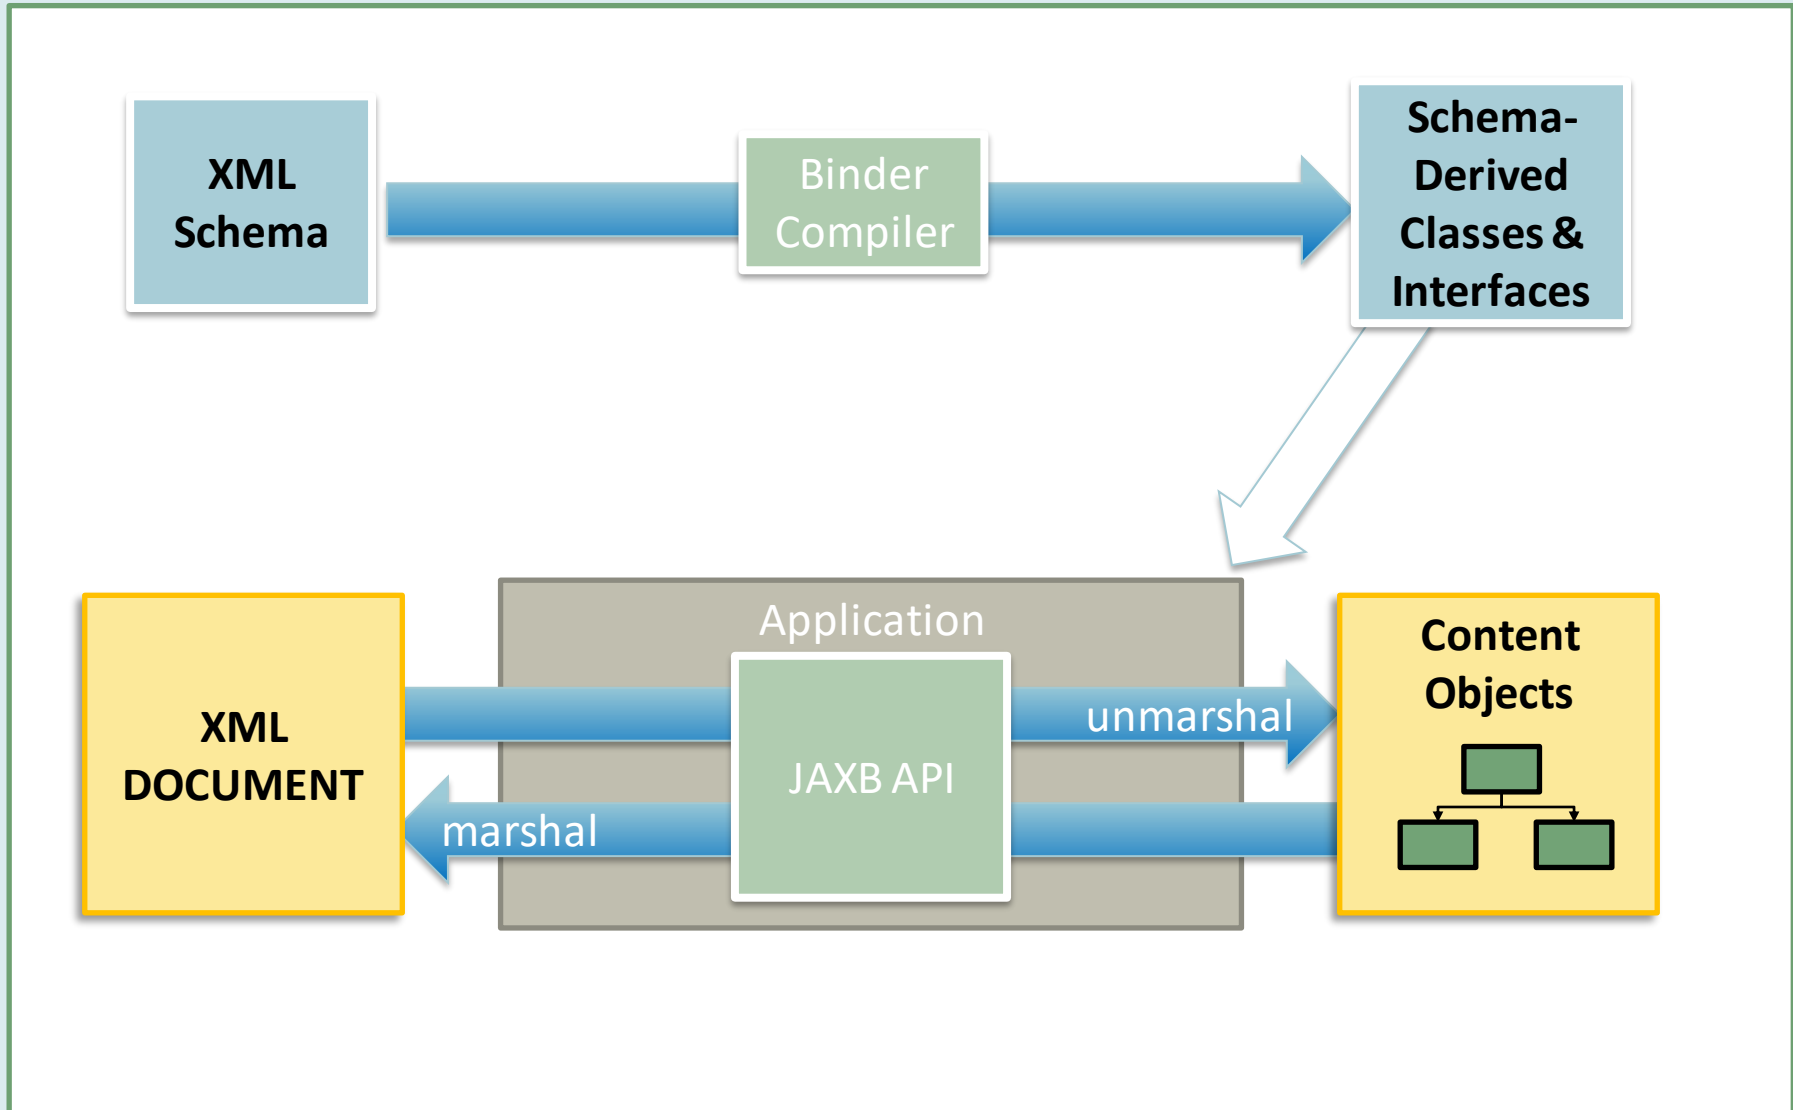 XML
Schema
Binder
Compiler
Schema-
Derived
Classes &
Interfaces
Application
XML
DOCUMENT
JAXB API
unmarshal
marshal
Content
Objects